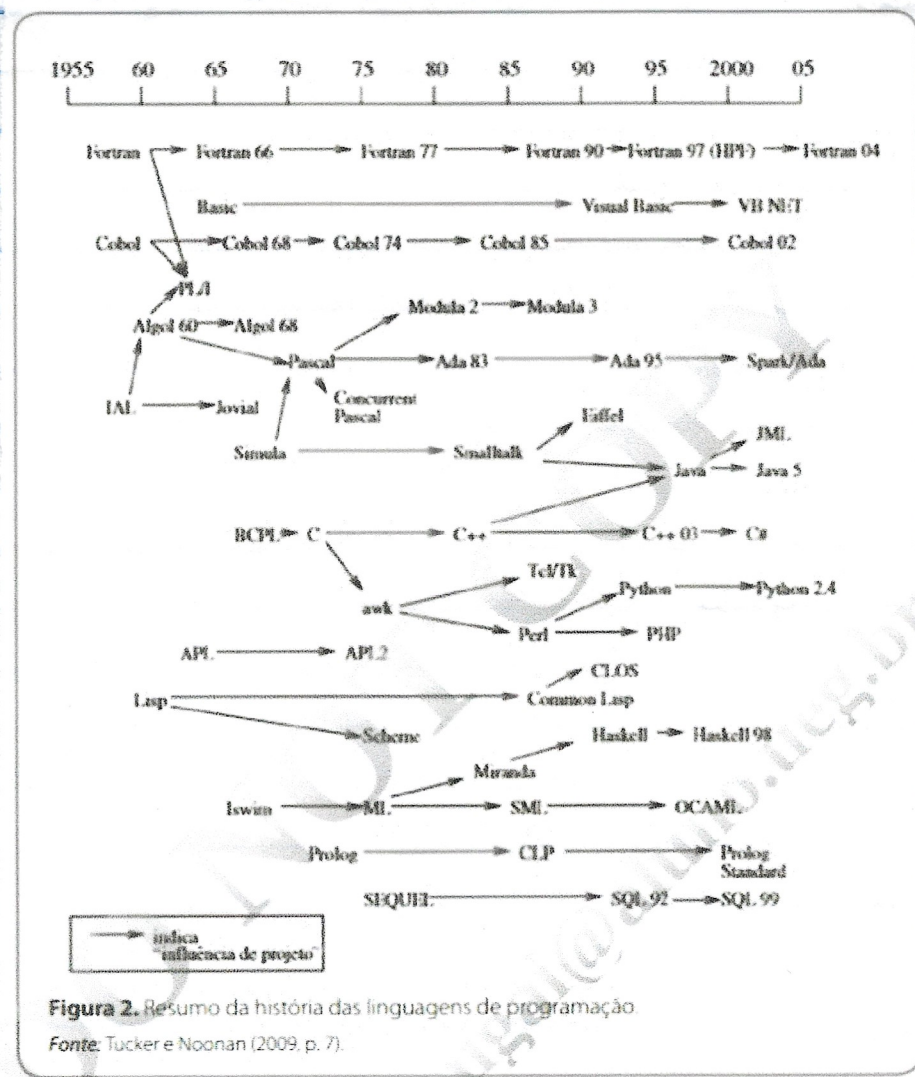 1955 60 65 70 75 80 85 90 95 2000 05
Fortran Fortran 66 Fortran 77 Fortran 90 Fortran 97 (HPF) Fortran 04
Basic Visual Basic VB NET
Cobol Cobol 68 Cobol 74 Cobol 85 Cobol 02
PL/I
Modula 2 Modula 3
Algol 60 Algol 68
Pascal Ada 83 Ada 95 Spark/Ada
IAL Jovial Concurrent
Pascal
Eiffel
JML
Simula Smalltalk
Java Java 5
BCPL C C++ C++ 03 C#
Tcl/Tk
awk Python Python 2.4
Perl PHP
APL APL2
CLOS
Lisp Common Lisp
Scheme Haskell Haskell 98
Miranda
Iswim ML SML OCAML
Prolog CLP Prolog
Standard
SEQUEL SQL 92 SQL 99
indica
"influência de projeto"
Figura 2. Resumo da história das linguagens de programação.
Fonte: Tucker e Noonan (2009, p. 7).
DO NOT COPY
@aluno.ueg.br